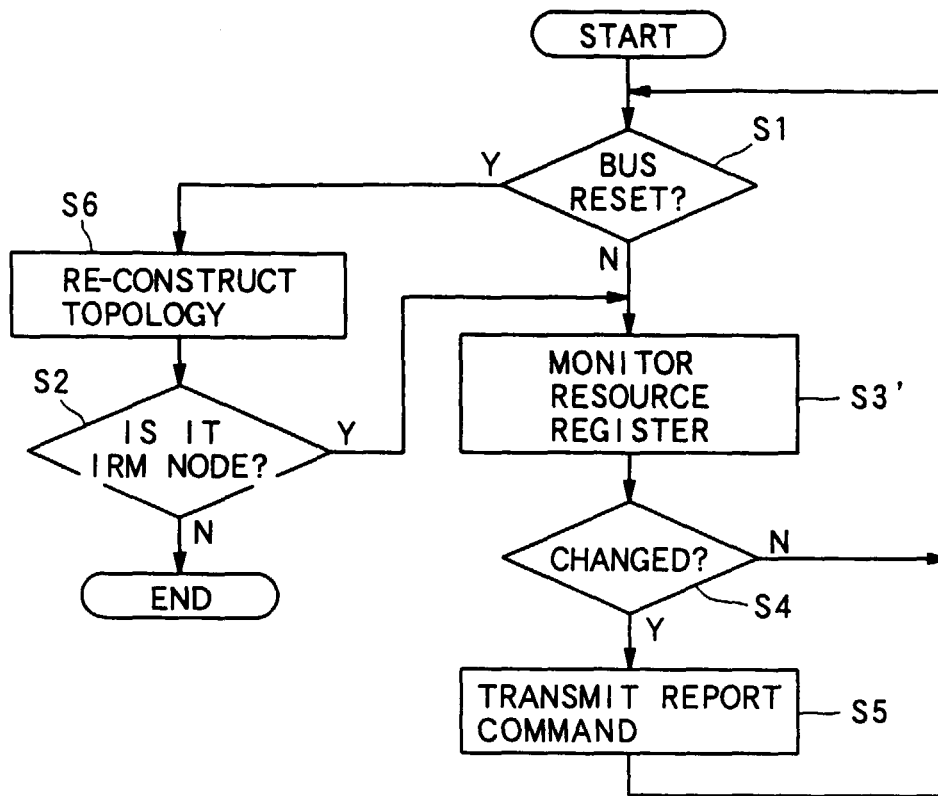 START
S1
Y
BUS
RESET?
S6
N
RE-CONSTRUCT
TOPOLOGY
MONITOR
RESOURCE
REGISTER
S3'
S2
IS IT
IRM NODE?
Y
N
CHANGED?
N
END
S4
Y
TRANSMIT REPORT
COMMAND
S5